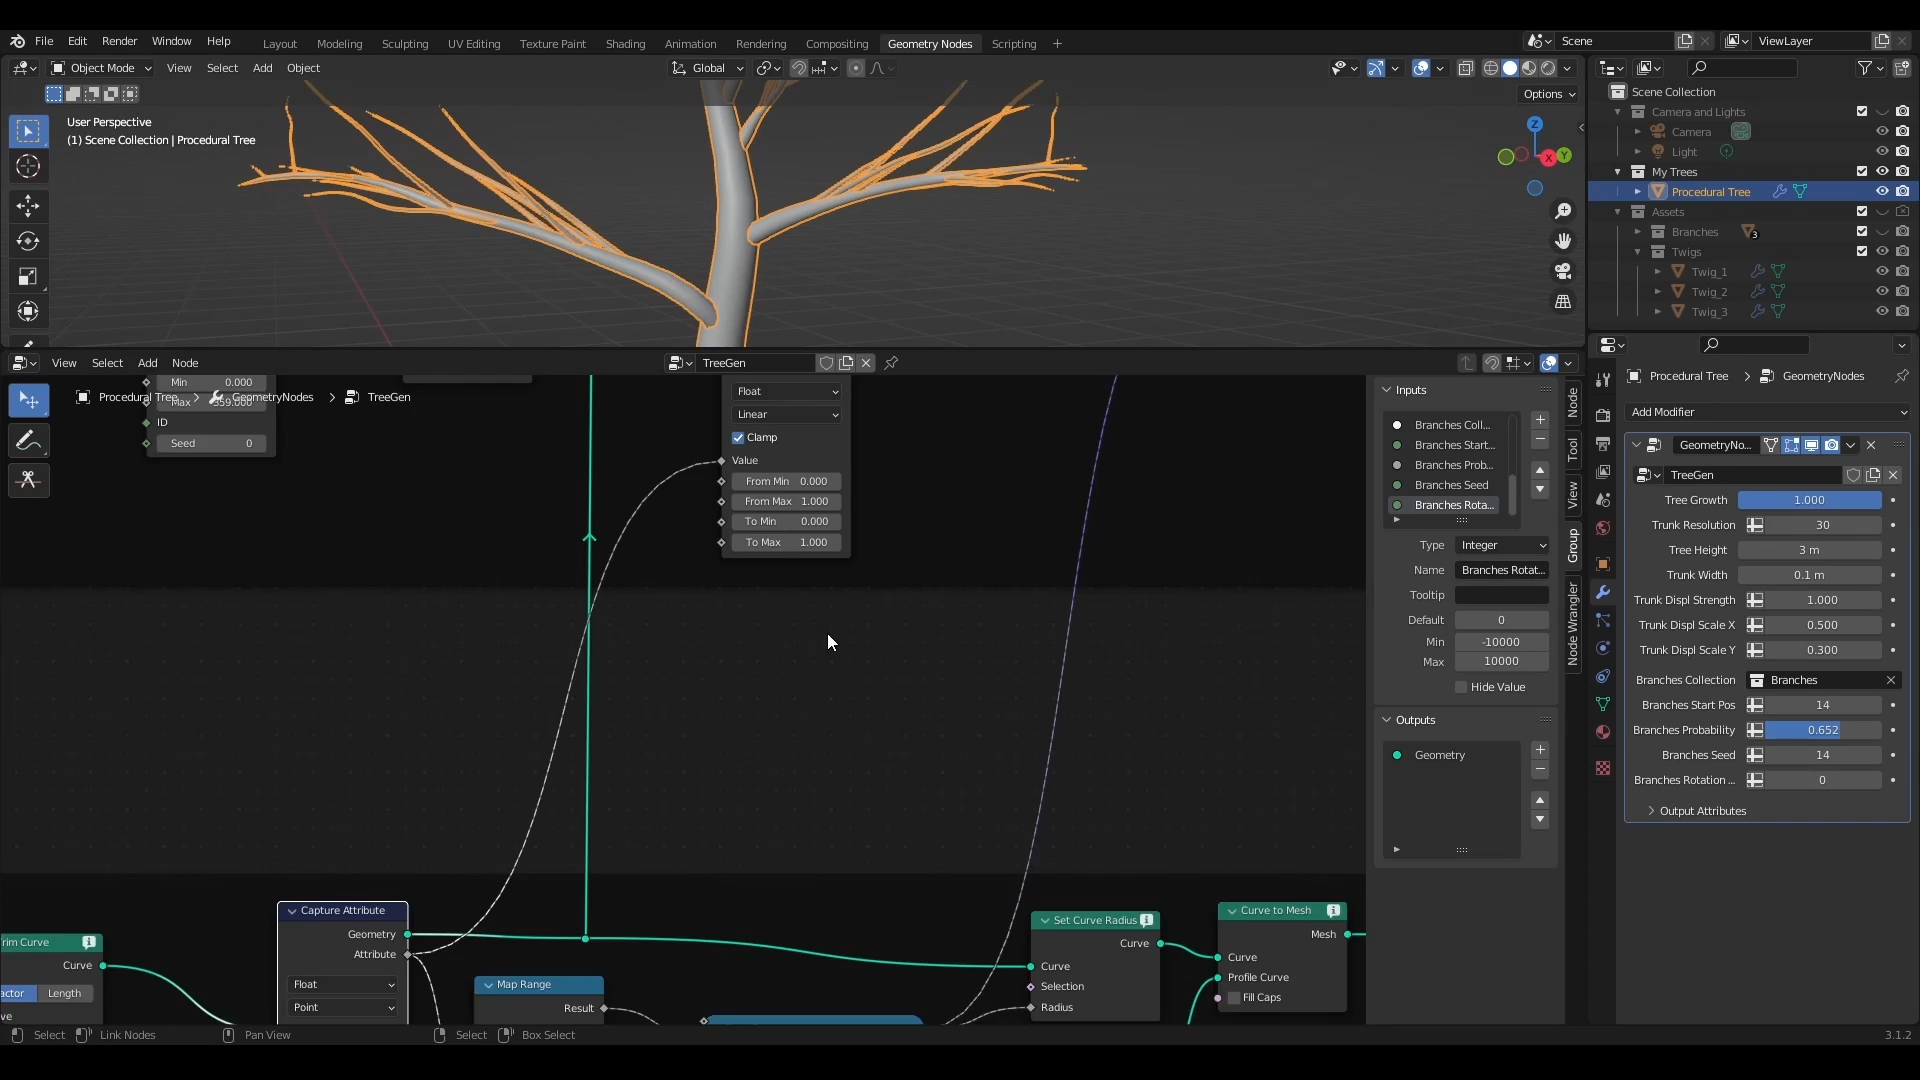 File Edit Render Window Help
Layout Modeling Sculpting UV Editing Texture Paint Shading Animation Rendering Compositing Geometry Nodes Scripting +
Scene
ViewLayer
Object Mode View Select Add Object
Global
Options
User Perspective
(1) Scene Collection | Procedural Tree
Z
X
Y
Scene Collection
Camera and Lights
Camera
Light
My Trees
Procedural Tree
Assets
Branches
3
Twigs
Twig_1
Twig_2
Twig_3
View Select Add Node
TreeGen
Procedural Tree > GeometryNodes > TreeGen
Min 0.000
Max 359.000
ID
Seed 0
Float
Linear
Clamp
Value
From Min 0.000
From Max 1.000
To Min 0.000
To Max 1.000
Capture Attribute
Geometry
Attribute
Float
Point
rim Curve
Curve
actor Length
ve
Map Range
Result
Set Curve Radius
Curve
Curve
Selection
Radius
Curve to Mesh
Mesh
Curve
Profile Curve
Fill Caps
Inputs
Branches Coll...
Branches Start...
Branches Prob...
Branches Seed
Branches Rota...
Type Integer
Name Branches Rotat...
Tooltip
Default 0
Min -10000
Max 10000
Hide Value
Outputs
Geometry
Node
Tool
View
Group
Node Wrangler
Procedural Tree > GeometryNodes
Add Modifier
GeometryNo...
TreeGen
Tree Growth 1.000
Trunk Resolution 30
Tree Height 3 m
Trunk Width 0.1 m
Trunk Displ Strength 1.000
Trunk Displ Scale X 0.500
Trunk Displ Scale Y 0.300
Branches Collection Branches
Branches Start Pos 14
Branches Probability 0.652
Branches Seed 14
Branches Rotation ... 0
Output Attributes
Select Link Nodes Pan View Select Box Select
3.1.2